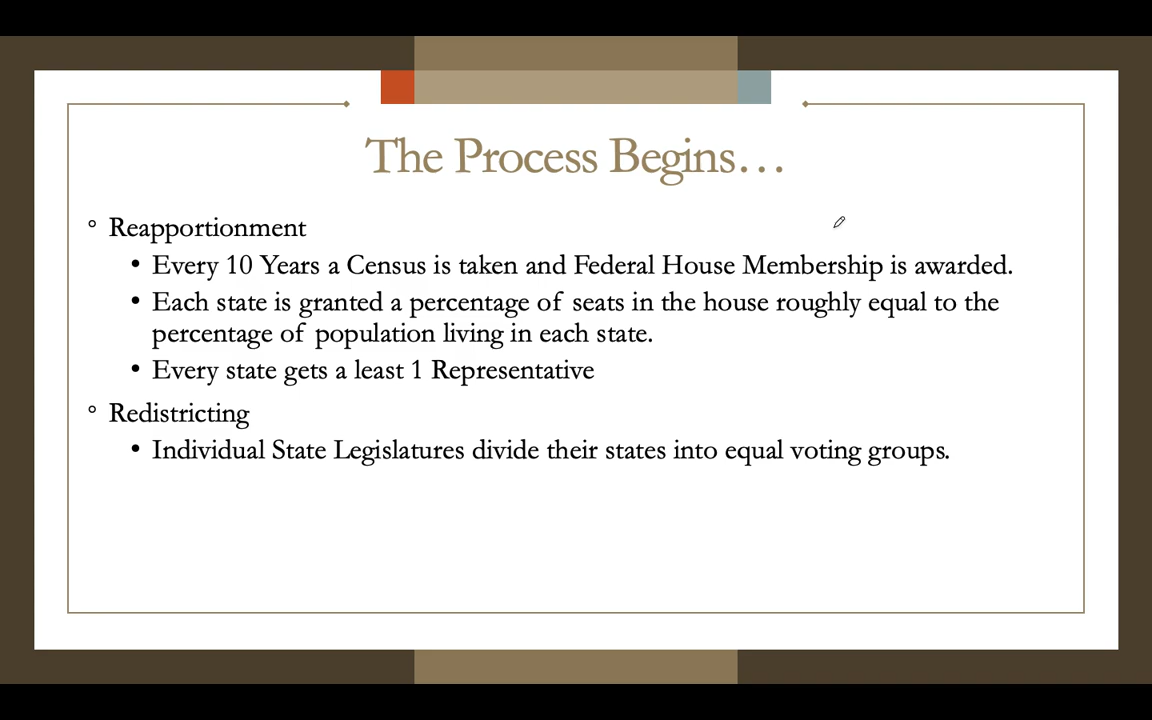 The Process Begins…
° Reapportionment
• Every 10 Years a Census is taken and Federal House Membership is awarded.
• Each state is granted a percentage of seats in the house roughly equal to the
percentage of population living in each state.
• Every state gets a least 1 Representative
° Redistricting
• Individual State Legislatures divide their states into equal voting groups.